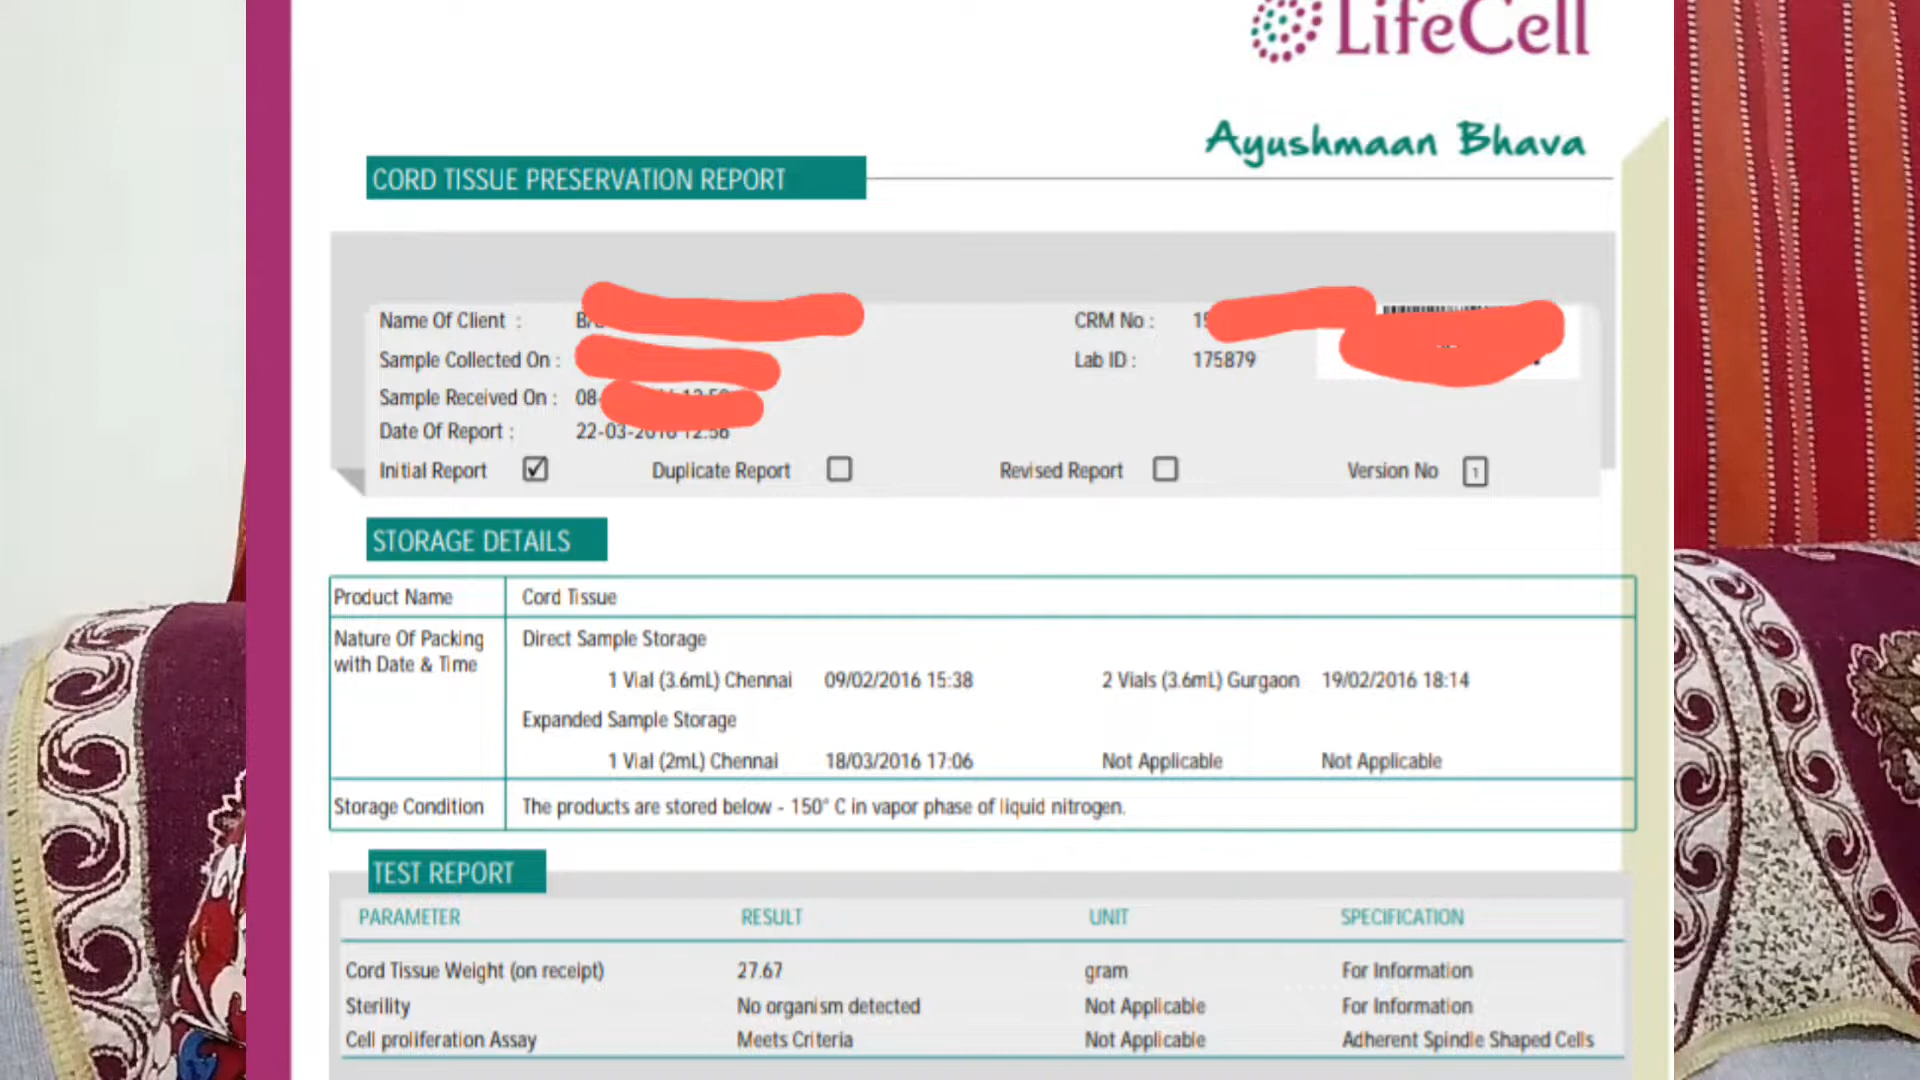 LifeCell
Ayushmaan Bhava
CORD TISSUE PRESERVATION REPORT
Name Of Client :
CRM No :
Sample Collected On :
Lab ID : 175879
Sample Received On : 08-
Date Of Report : 22-03-2016 12:56
Initial Report Duplicate Report Revised Report Version No 1
STORAGE DETAILS
Product Name Cord Tissue
Nature Of Packing with Date & Time
Direct Sample Storage
1 Vial (3.6mL) Chennai 09/02/2016 15:38 2 Vials (3.6mL) Gurgaon 19/02/2016 18:14
Expanded Sample Storage
1 Vial (2mL) Chennai 18/03/2016 17:06 Not Applicable Not Applicable
Storage Condition The products are stored below - 150° C in vapor phase of liquid nitrogen.
TEST REPORT
PARAMETER RESULT UNIT SPECIFICATION
Cord Tissue Weight (on receipt) 27.67 gram For Information
Sterility No organism detected Not Applicable For Information
Cell proliferation Assay Meets Criteria Not Applicable Adherent Spindle Shaped Cells